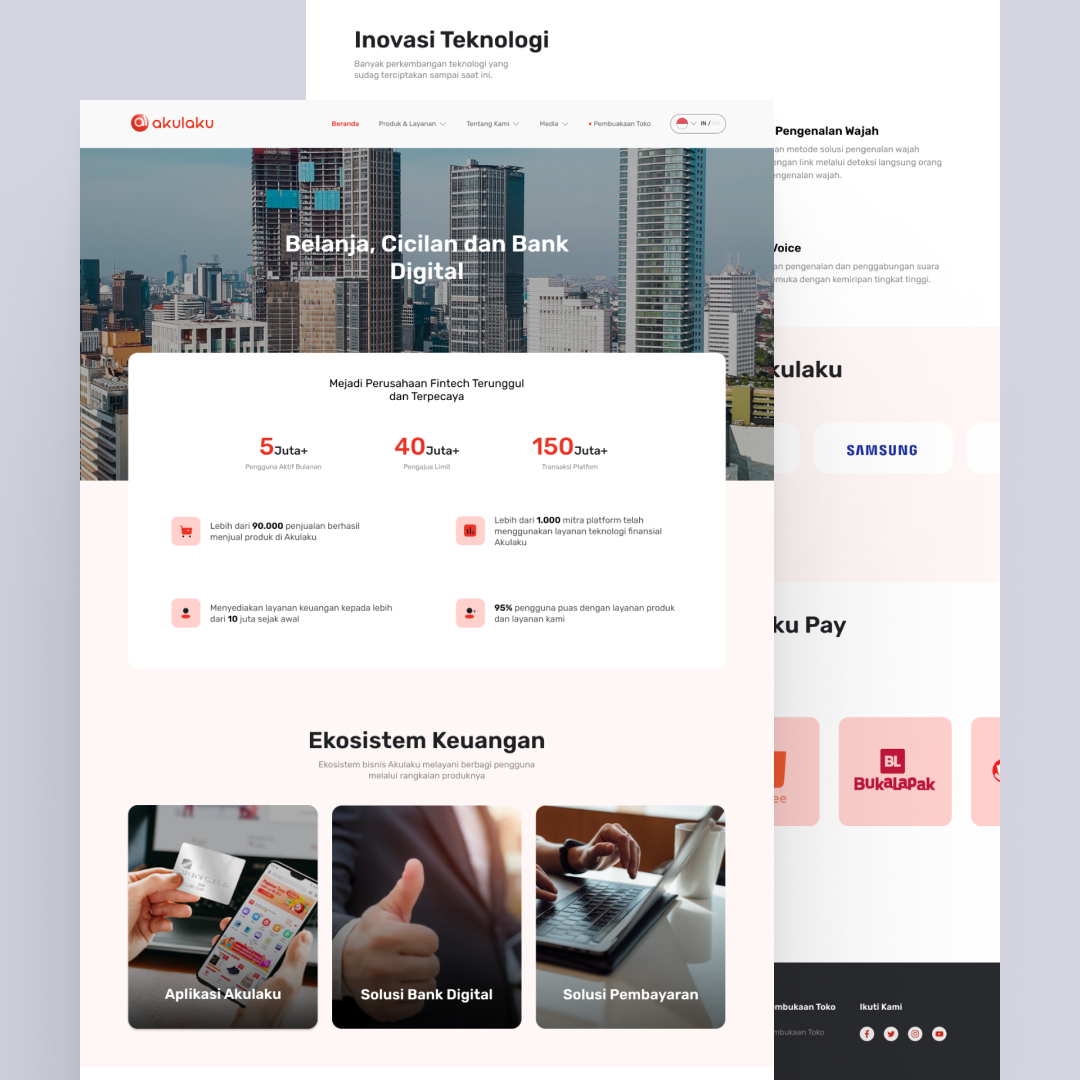 Inovasi Teknologi
Banyak perkembangan teknologi yang
sudag terciptakan sampai saat ini.
akulaku
Beranda
Produk & Layanan
Tentang Kami
Media
Pembuakaan Toko
IN / EN
Belanja, Cicilan dan Bank
Digital
Mejadi Perusahaan Fintech Terunggul
dan Terpecaya
5Juta+
Pengguna Aktif Bulanan
40Juta+
Pengajua Limit
150Juta+
Transaksi Platfom
Lebih dari 90.000 penjualan berhasil
menjual produk di Akulaku
Lebih dari 1.000 mitra platform telah
menggunakan layanan teknologi finansial
Akulaku
Menyediakan layanan keuangan kepada lebih
dari 10 juta sejak awal
95% pengguna puas dengan layanan produk
dan layanan kami
Ekosistem Keuangan
Ekosistem bisnis Akulaku melayani berbagi pengguna
melalui rangkaian produknya
Aplikasi Akulaku
Solusi Bank Digital
Solusi Pembayaran
Pengenalan Wajah
an metode solusi pengenalan wajah
engan link melalui deteksi langsung orang
engenalan wajah.
Voice
an pengenalan dan penggabungan suara
emuka dengan kemiripan tingkat tinggi.
kulaku
SAMSUNG
ku Pay
ee
BL
Bukalapak
mbukaan Toko
Ikuti Kami
mbukaan Toko